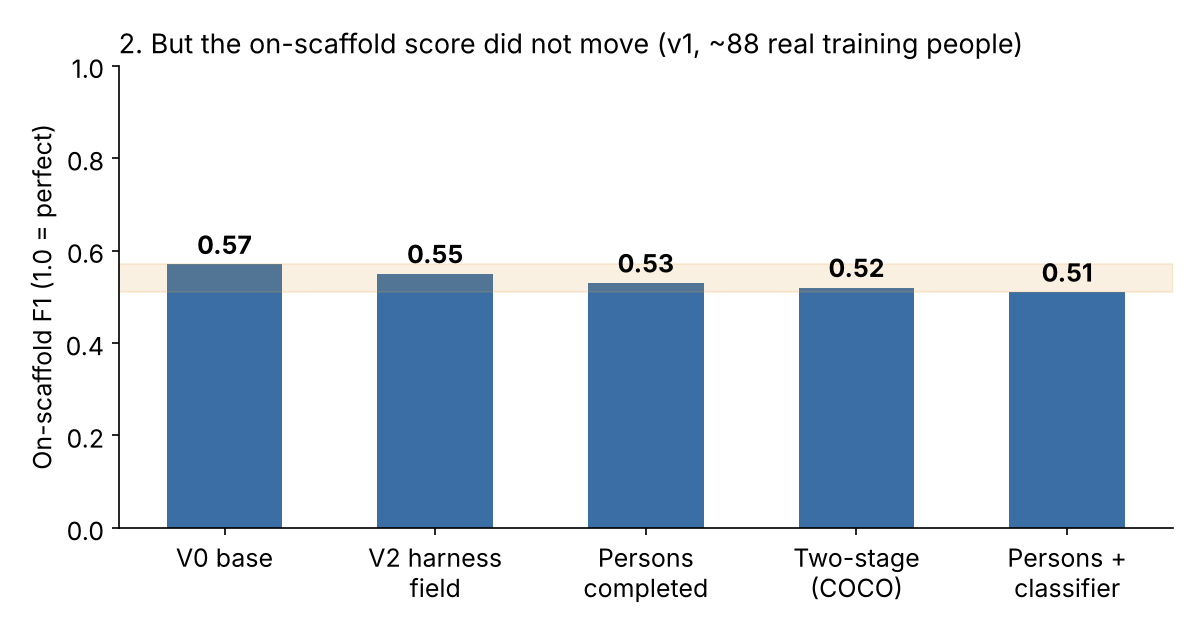 2. But the on-scaffold score did not move (v1, ~88 real training people)
On-scaffold F1 (1.0 = perfect)
1.0
0.8
0.6
0.4
0.2
0.0
0.57
0.55
0.53
0.52
0.51
V0 base
V2 harness
field
Persons
completed
Two-stage
(COCO)
Persons +
classifier